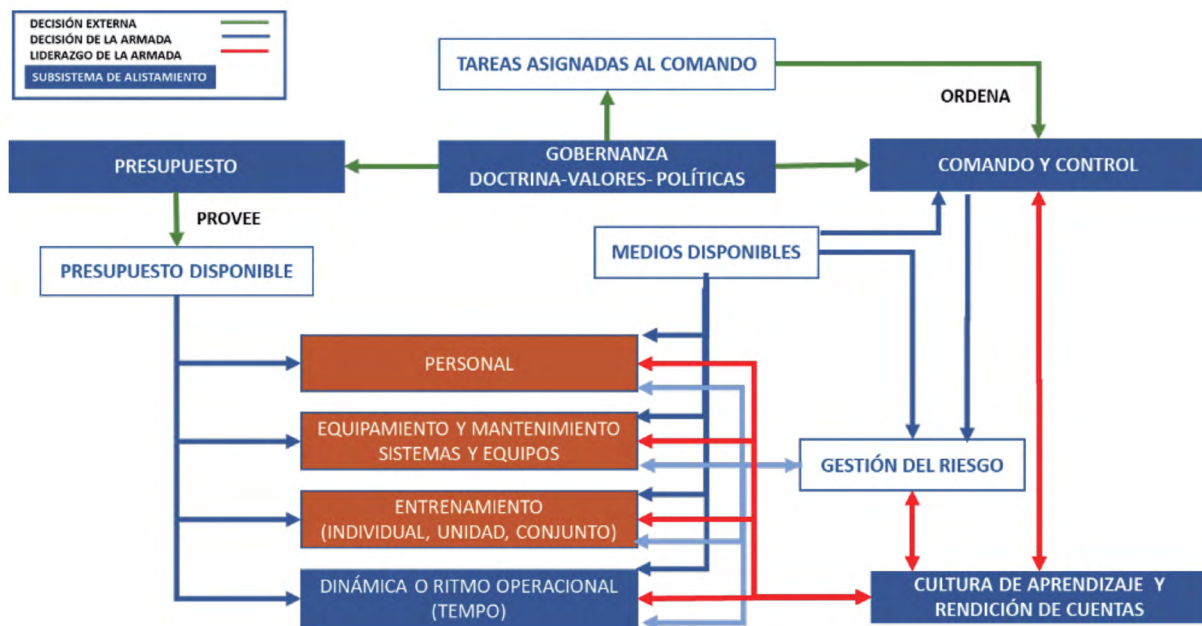 DECISIÓN EXTERNA
DECISIÓN DE LA ARMADA
LIDERAZGO DE LA ARMADA
SUBSISTEMA DE ALISTAMIENTO
TAREAS ASIGNADAS AL COMANDO
ORDENA
PRESUPUESTO
GOBERNANZA
DOCTRINA-VALORES- POLÍTICAS
COMANDO Y CONTROL
PROVEE
PRESUPUESTO DISPONIBLE
MEDIOS DISPONIBLES
PERSONAL
EQUIPAMIENTO Y MANTENIMIENTO
SISTEMAS Y EQUIPOS
GESTIÓN DEL RIESGO
ENTRENAMIENTO
(INDIVIDUAL, UNIDAD, CONJUNTO)
DINÁMICA O RITMO OPERACIONAL
(TEMPO)
CULTURA DE APRENDIZAJE Y
RENDICIÓN DE CUENTAS